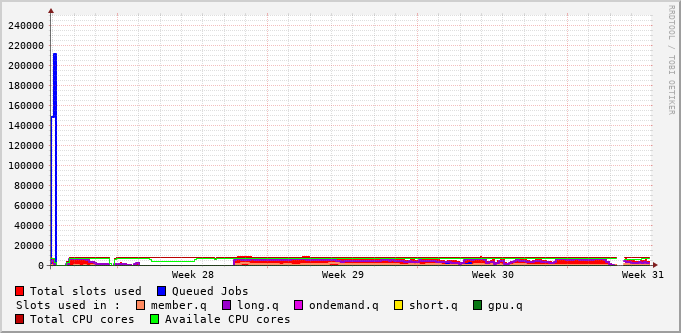 RRDTOOL / TOBI OETIKER
240000
220000
200000
180000
160000
140000
120000
100000
80000
60000
40000
20000
0
Week 28 Week 29 Week 30 Week 31
Total slots used Queued Jobs
Slots used in : member.q long.q ondemand.q short.q gpu.q
Total CPU cores Availale CPU cores